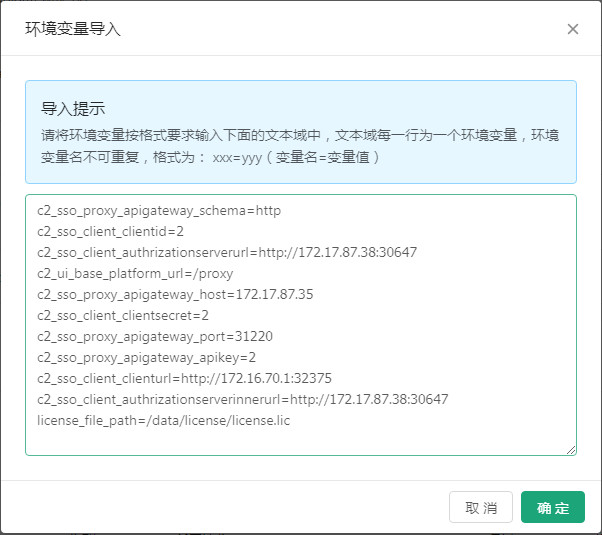 环境变量导入
导入提示
请将环境变量按格式要求输入下面的文本域中，文本域每一行为一个环境变量，环境
变量名不可重复，格式为： xxx=yyy（变量名=变量值）
c2_sso_proxy_apigateway_schema=http
c2_sso_client_clientid=2
c2_sso_client_authrizationserverurl=http://172.17.87.38:30647
c2_ui_base_platform_url=/proxy
c2_sso_proxy_apigateway_host=172.17.87.35
c2_sso_client_clientsecret=2
c2_sso_proxy_apigateway_port=31220
c2_sso_proxy_apigateway_apikey=2
c2_sso_client_clienturl=http://172.16.70.1:32375
c2_sso_client_authrizationserverinnerurl=http://172.17.87.38:30647
license_file_path=/data/license/license.lic
取 消 确 定